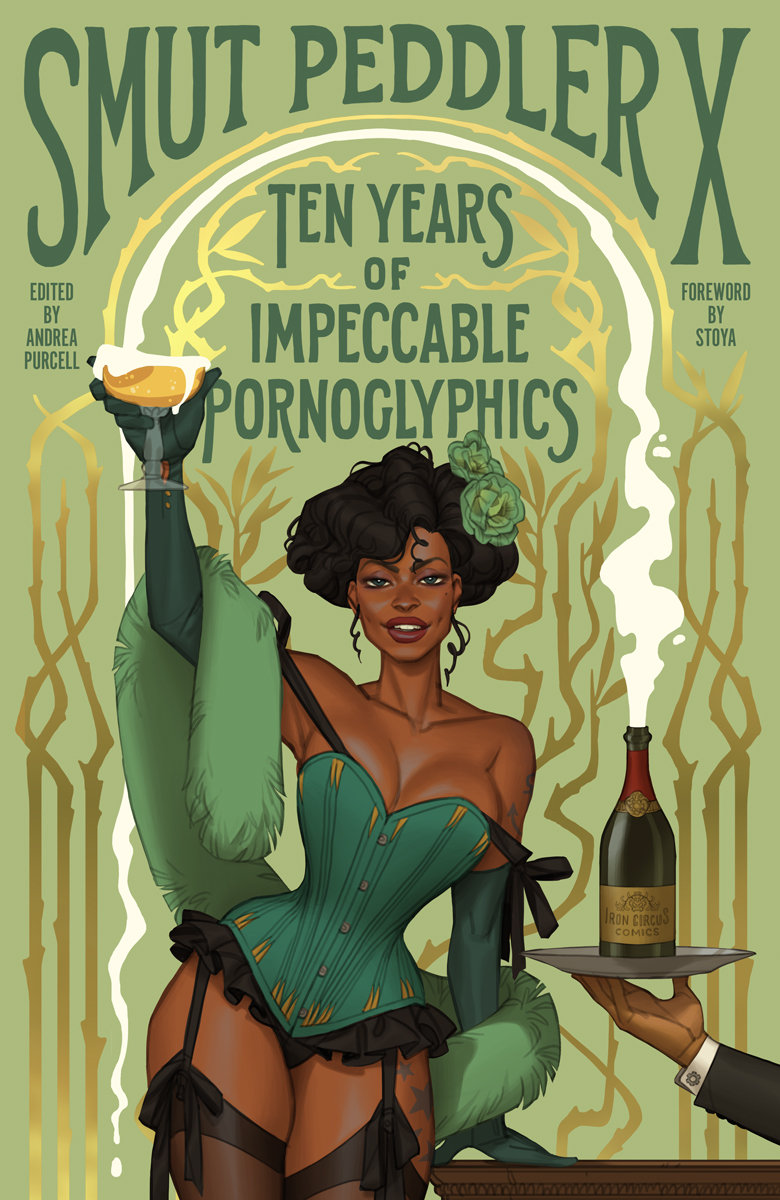 SMUT PEDDLER X
TEN YEARS
OF
IMPECCABLE
PORNOGLYPHICS
EDITED
BY
ANDREA
PURCELL
FOREWORD
BY
STOYA
IRON CIRCUS
COMICS